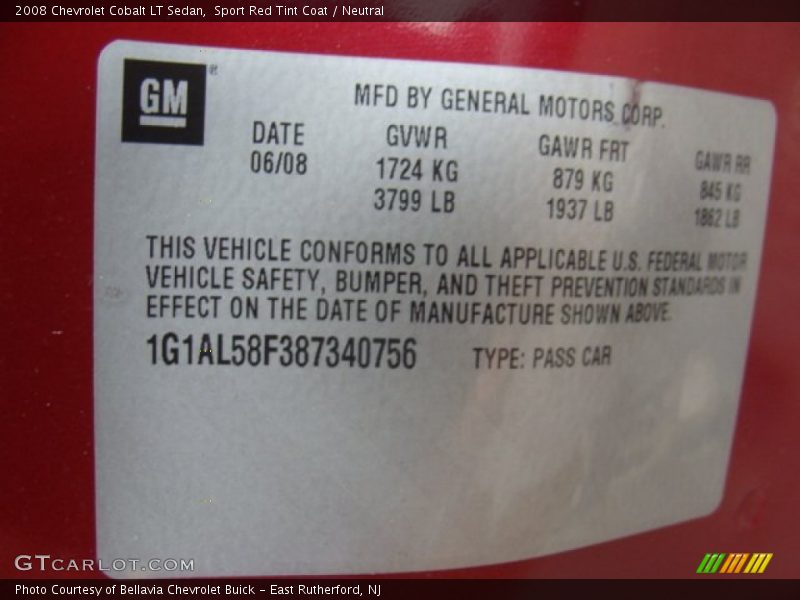 2008 Chevrolet Cobalt LT Sedan,  Sport Red Tint Coat / Neutral
GM ®
MFD BY GENERAL MOTORS CORP.
DATE GVWR GAWR FRT GAWR RR
06/08 1724 KG 879 KG 845 KG
3799 LB 1937 LB 1862 LB
THIS VEHICLE CONFORMS TO ALL APPLICABLE U.S. FEDERAL MOTOR
VEHICLE SAFETY, BUMPER, AND THEFT PREVENTION STANDARDS IN
EFFECT ON THE DATE OF MANUFACTURE SHOWN ABOVE.
1G1AL58F387340756 TYPE: PASS CAR
GTCARLOT.COM
Photo Courtesy of Bellavia Chevrolet Buick - East Rutherford, NJ